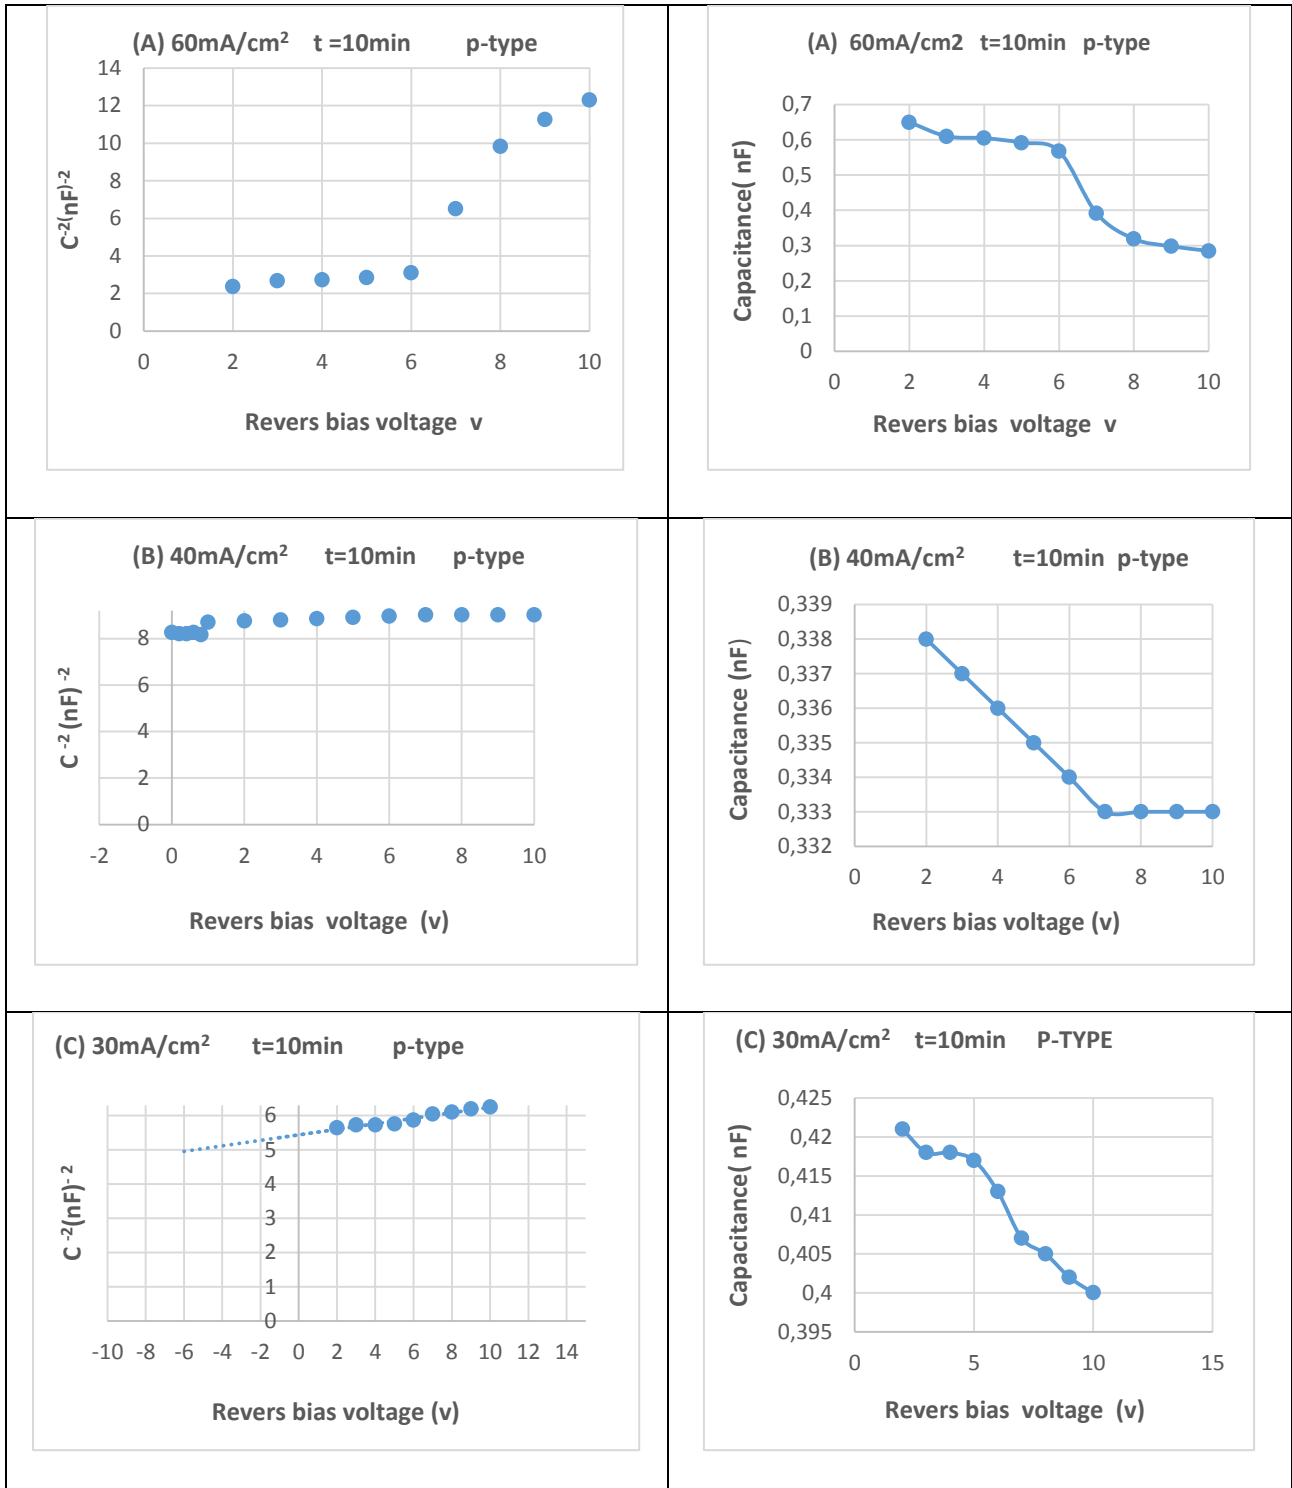 (A) 60mA/cm² t =10min p-type
14
12
10
8
6
4
2
0
C⁻²⁽(nF)⁻²
0 2 4 6 8 10
Revers bias voltage v
(A) 60mA/cm2 t=10min p-type
0,7
0,6
0,5
0,4
0,3
0,2
0,1
0
Capacitance( nF)
0 2 4 6 8 10
Revers bias voltage v
(B) 40mA/cm² t=10min p-type
8
6
4
2
0
C ⁻² (nF) ⁻²
-2 0 2 4 6 8 10
Revers bias voltage (v)
(B) 40mA/cm² t=10min p-type
0,339
0,338
0,337
0,336
0,335
0,334
0,333
0,332
Capacitance (nF)
0 2 4 6 8 10
Revers bias voltage (v)
(C) 30mA/cm² t=10min p-type
6
5
4
3
2
1
0
C ⁻²(nF)⁻ ²
-10 -8 -6 -4 -2 0 2 4 6 8 10 12 14
Revers bias voltage (v)
(C) 30mA/cm² t=10min P-TYPE
0,425
0,42
0,415
0,41
0,405
0,4
0,395
Capacitance( nF)
0 5 10 15
Revers bias voltage (v)